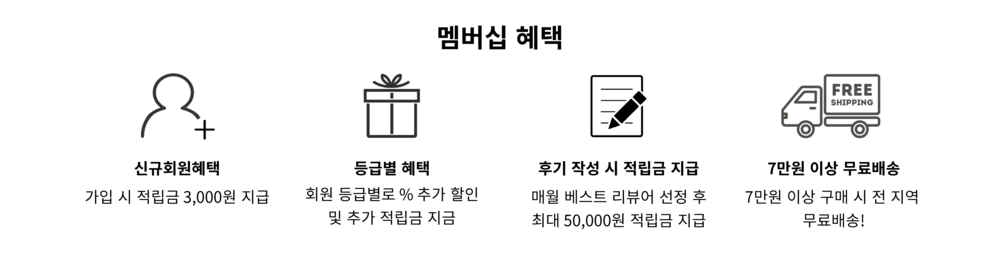 멤버십 혜택
FREE
SHIPPING
신규회원혜택
가입 시 적립금 3,000원 지급
등급별 혜택
회원 등급별로 % 추가 할인
및 추가 적립금 지금
후기 작성 시 적립금 지급
매월 베스트 리뷰어 선정 후
최대 50,000원 적립금 지급
7만원 이상 무료배송
7만원 이상 구매 시 전 지역
무료배송!